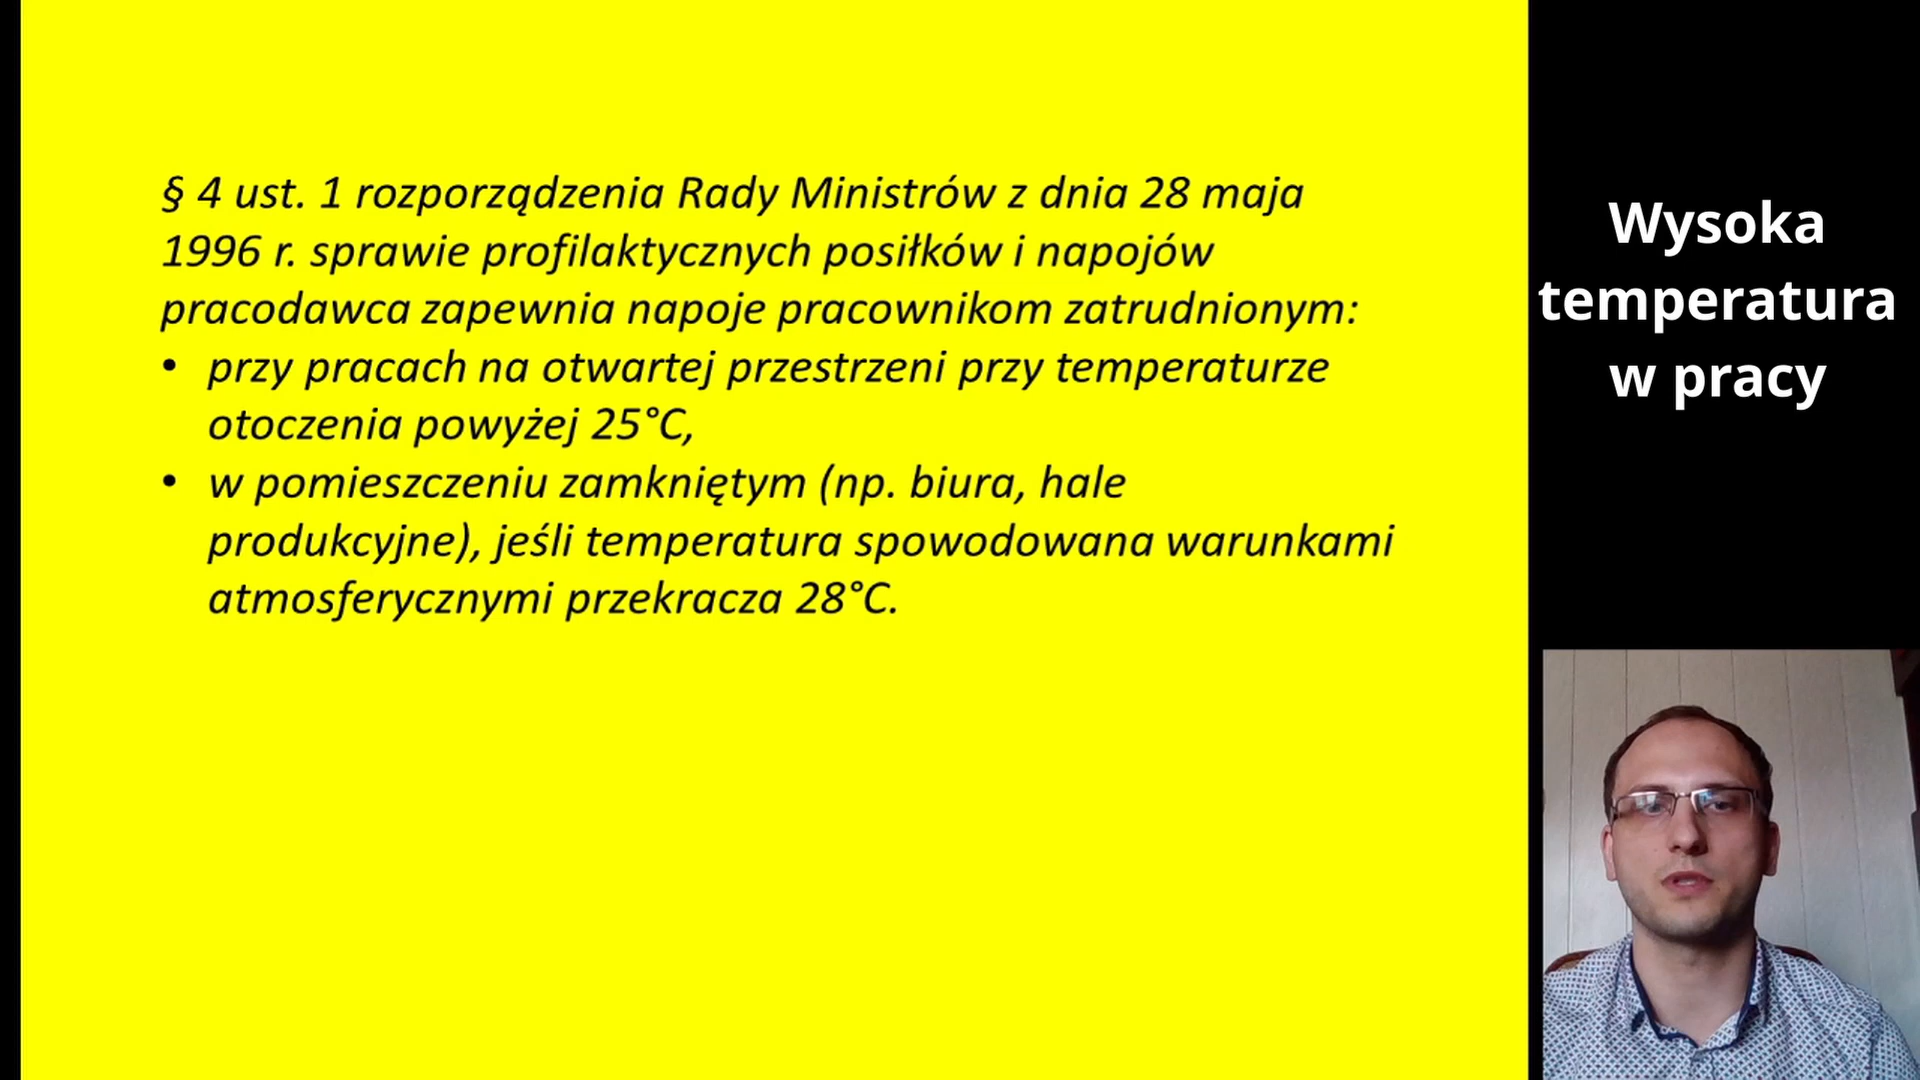 § 4 ust. 1 rozporządzenia Rady Ministrów z dnia 28 maja
1996 r. sprawie profilaktycznych posiłków i napojów
pracodawca zapewnia napoje pracownikom zatrudnionym:
• przy pracach na otwartej przestrzeni przy temperaturze
otoczenia powyżej 25°C,
• w pomieszczeniu zamkniętym (np. biura, hale
produkcyjne), jeśli temperatura spowodowana warunkami
atmosferycznymi przekracza 28°C.
Wysoka
temperatura
w pracy